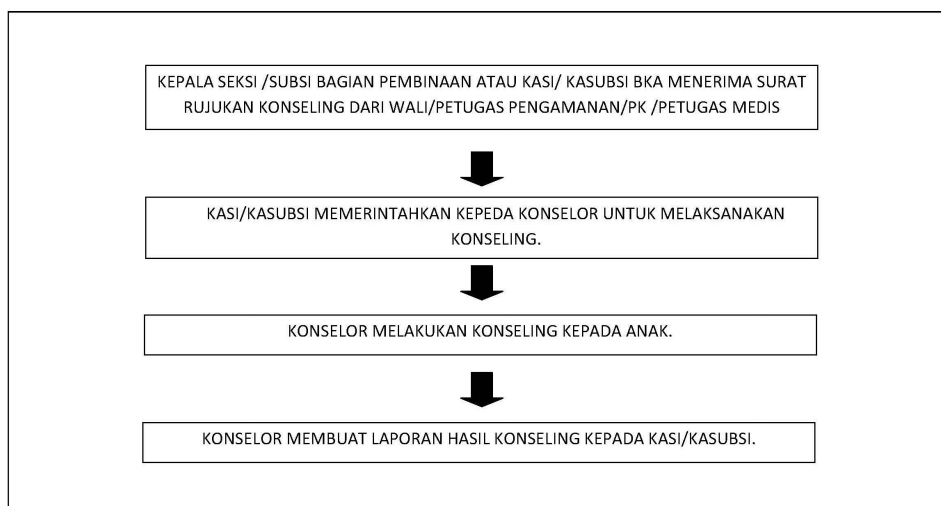 KEPALA SEKSI /SUBSI BAGIAN PEMBINAAN ATAU KASI/ KASUBSI BKA MENERIMA SURAT
RUJUKAN KONSELING DARI WALI/PETUGAS PENGAMANAN/PK /PETUGAS MEDIS
KASI/KASUBSI MEMERINTAHKAN KEPEDA KONSELOR UNTUK MELAKSANAKAN
KONSELING.
KONSELOR MELAKUKAN KONSELING KEPADA ANAK.
KONSELOR MEMBUAT LAPORAN HASIL KONSELING KEPADA KASI/KASUBSI.